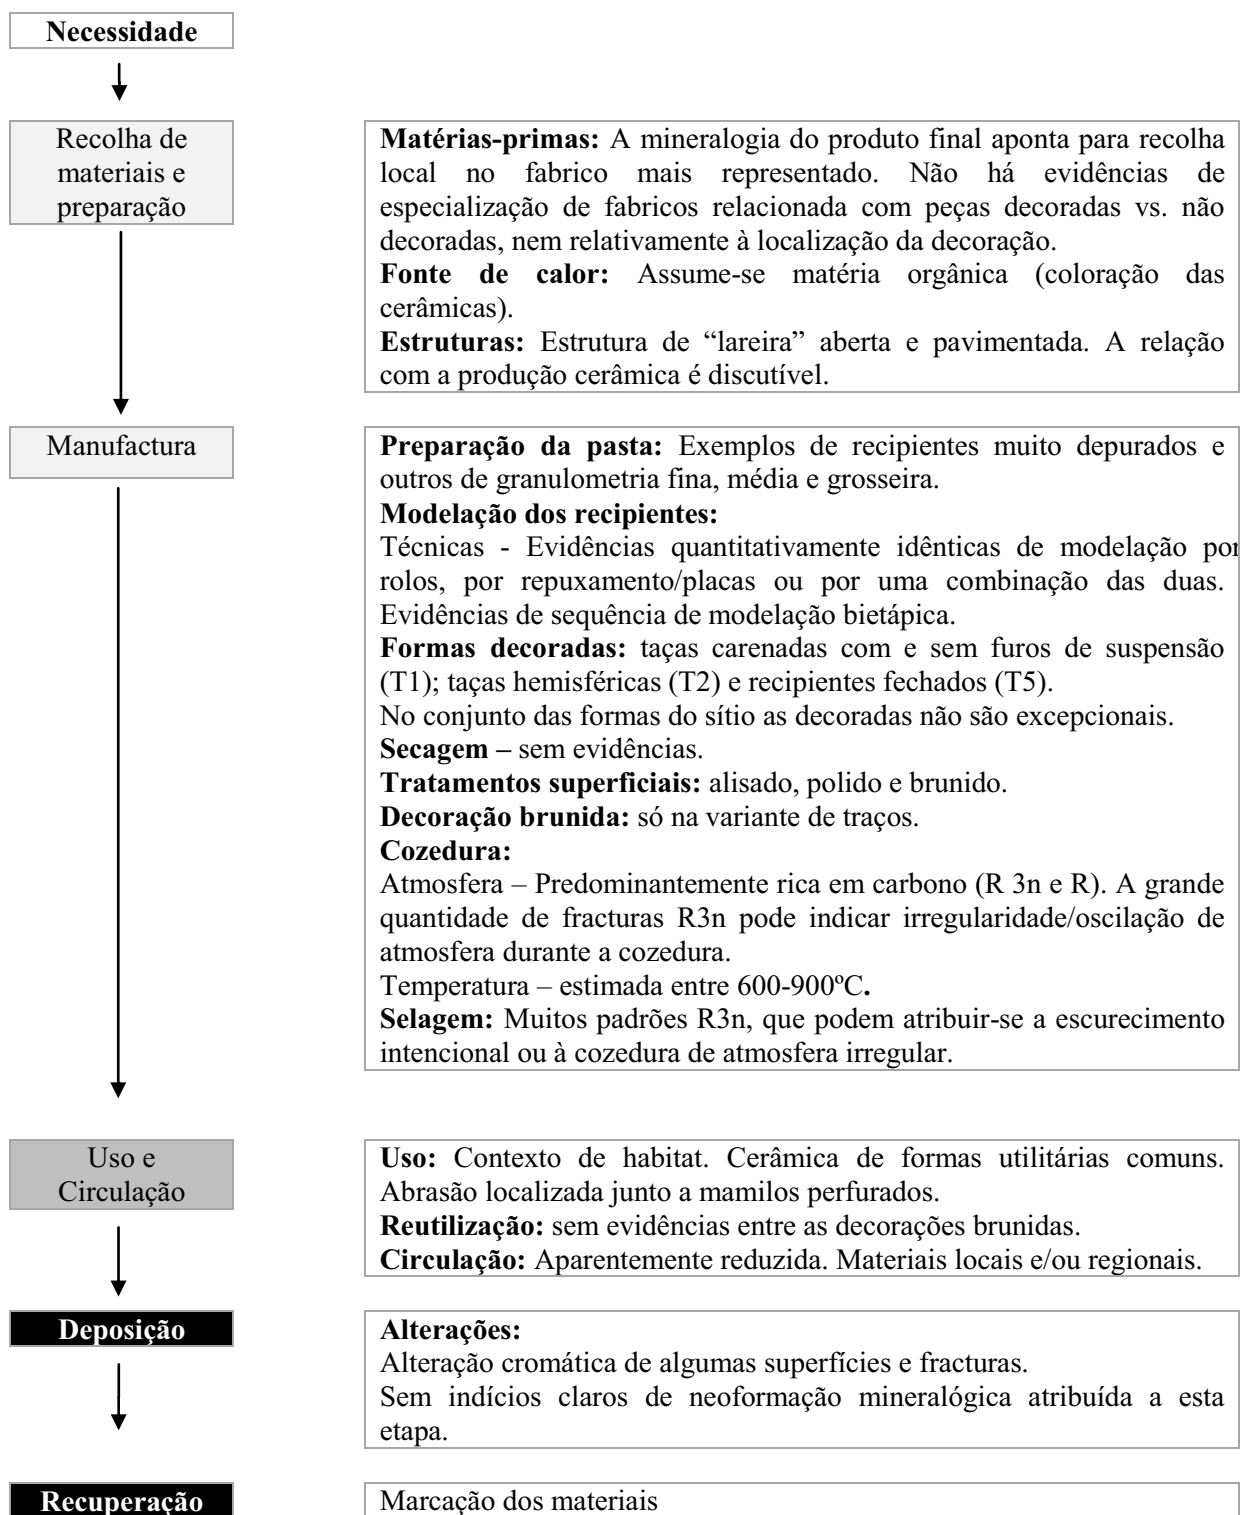 Necessidade
Recolha de
materiais e
preparação
Matérias-primas: A mineralogia do produto final aponta para recolha
local no fabrico mais representado. Não há evidências de
especialização de fabricos relacionada com peças decoradas vs. não
decoradas, nem relativamente à localização da decoração.
Fonte de calor: Assume-se matéria orgânica (coloração das
cerâmicas).
Estruturas: Estrutura de “lareira” aberta e pavimentada. A relação
com a produção cerâmica é discutível.
Manufactura
Preparação da pasta: Exemplos de recipientes muito depurados e
outros de granulometria fina, média e grosseira.
Modelação dos recipientes:
Técnicas - Evidências quantitativamente idênticas de modelação por
rolos, por repuxamento/placas ou por uma combinação das duas.
Evidências de sequência de modelação bietápica.
Formas decoradas: taças carenadas com e sem furos de suspensão
(T1); taças hemisféricas (T2) e recipientes fechados (T5).
No conjunto das formas do sítio as decoradas não são excepcionais.
Secagem – sem evidências.
Tratamentos superficiais: alisado, polido e brunido.
Decoração brunida: só na variante de traços.
Cozedura:
Atmosfera – Predominantemente rica em carbono (R 3n e R). A grande
quantidade de fracturas R3n pode indicar irregularidade/oscilação de
atmosfera durante a cozedura.
Temperatura – estimada entre 600-900ºC.
Selagem: Muitos padrões R3n, que podem atribuir-se a escurecimento
intencional ou à cozedura de atmosfera irregular.
Uso e
Circulação
Uso: Contexto de habitat. Cerâmica de formas utilitárias comuns.
Abrasão localizada junto a mamilos perfurados.
Reutilização: sem evidências entre as decorações brunidas.
Circulação: Aparentemente reduzida. Materiais locais e/ou regionais.
Deposição
Alterações:
Alteração cromática de algumas superfícies e fracturas.
Sem indícios claros de neoformação mineralógica atribuída a esta
etapa.
Recuperação
Marcação dos materiais